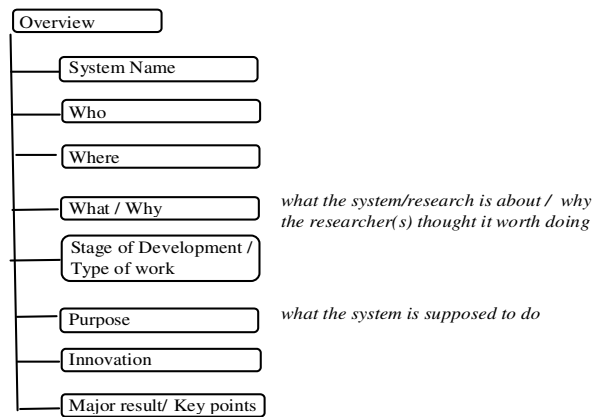 Overview
System Name
Who
Where
What / Why
what the system/research is about / why
the researcher(s) thought it worth doing
Stage of Development /
Type of work
Purpose
what the system is supposed to do
Innovation
Major result/ Key points